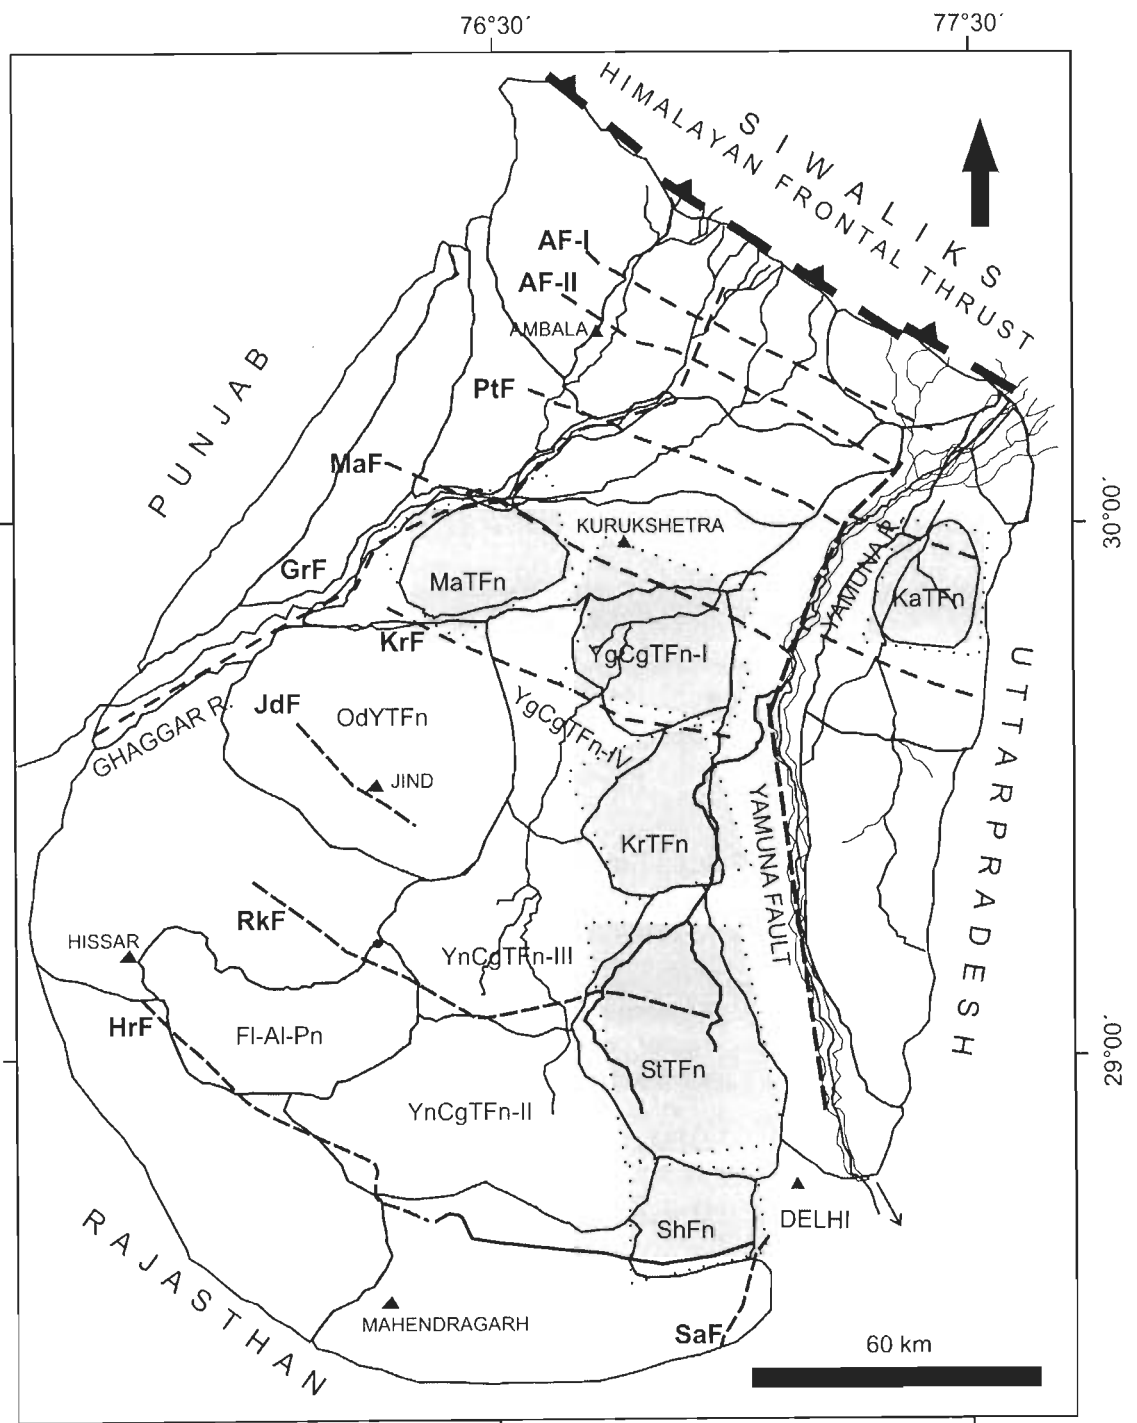 76°30´
77°30´
SIWALIKS
HIMALAYAN FRONTAL THRUST
AF-I
AF-II
AMBALA
PUNJAB
PtF
MaF
KURUKSHETRA
30°00´
YAMUNA R.
GrF
MaTFn
KaTFn
KrF
YgCgTFn-I
JdF
OdYTFn
YgCgTFn-IV
GHAGGAR R.
JIND
UTTARPRADESH
YAMUNA FAULT
KrTFn
RkF
HISSAR
YnCgTFn-III
HrF
Fl-Al-Pn
29°00´
StTFn
YnCgTFn-II
DELHI
ShFn
RAJASTHAN
MAHENDRAGARH
SaF
60 km